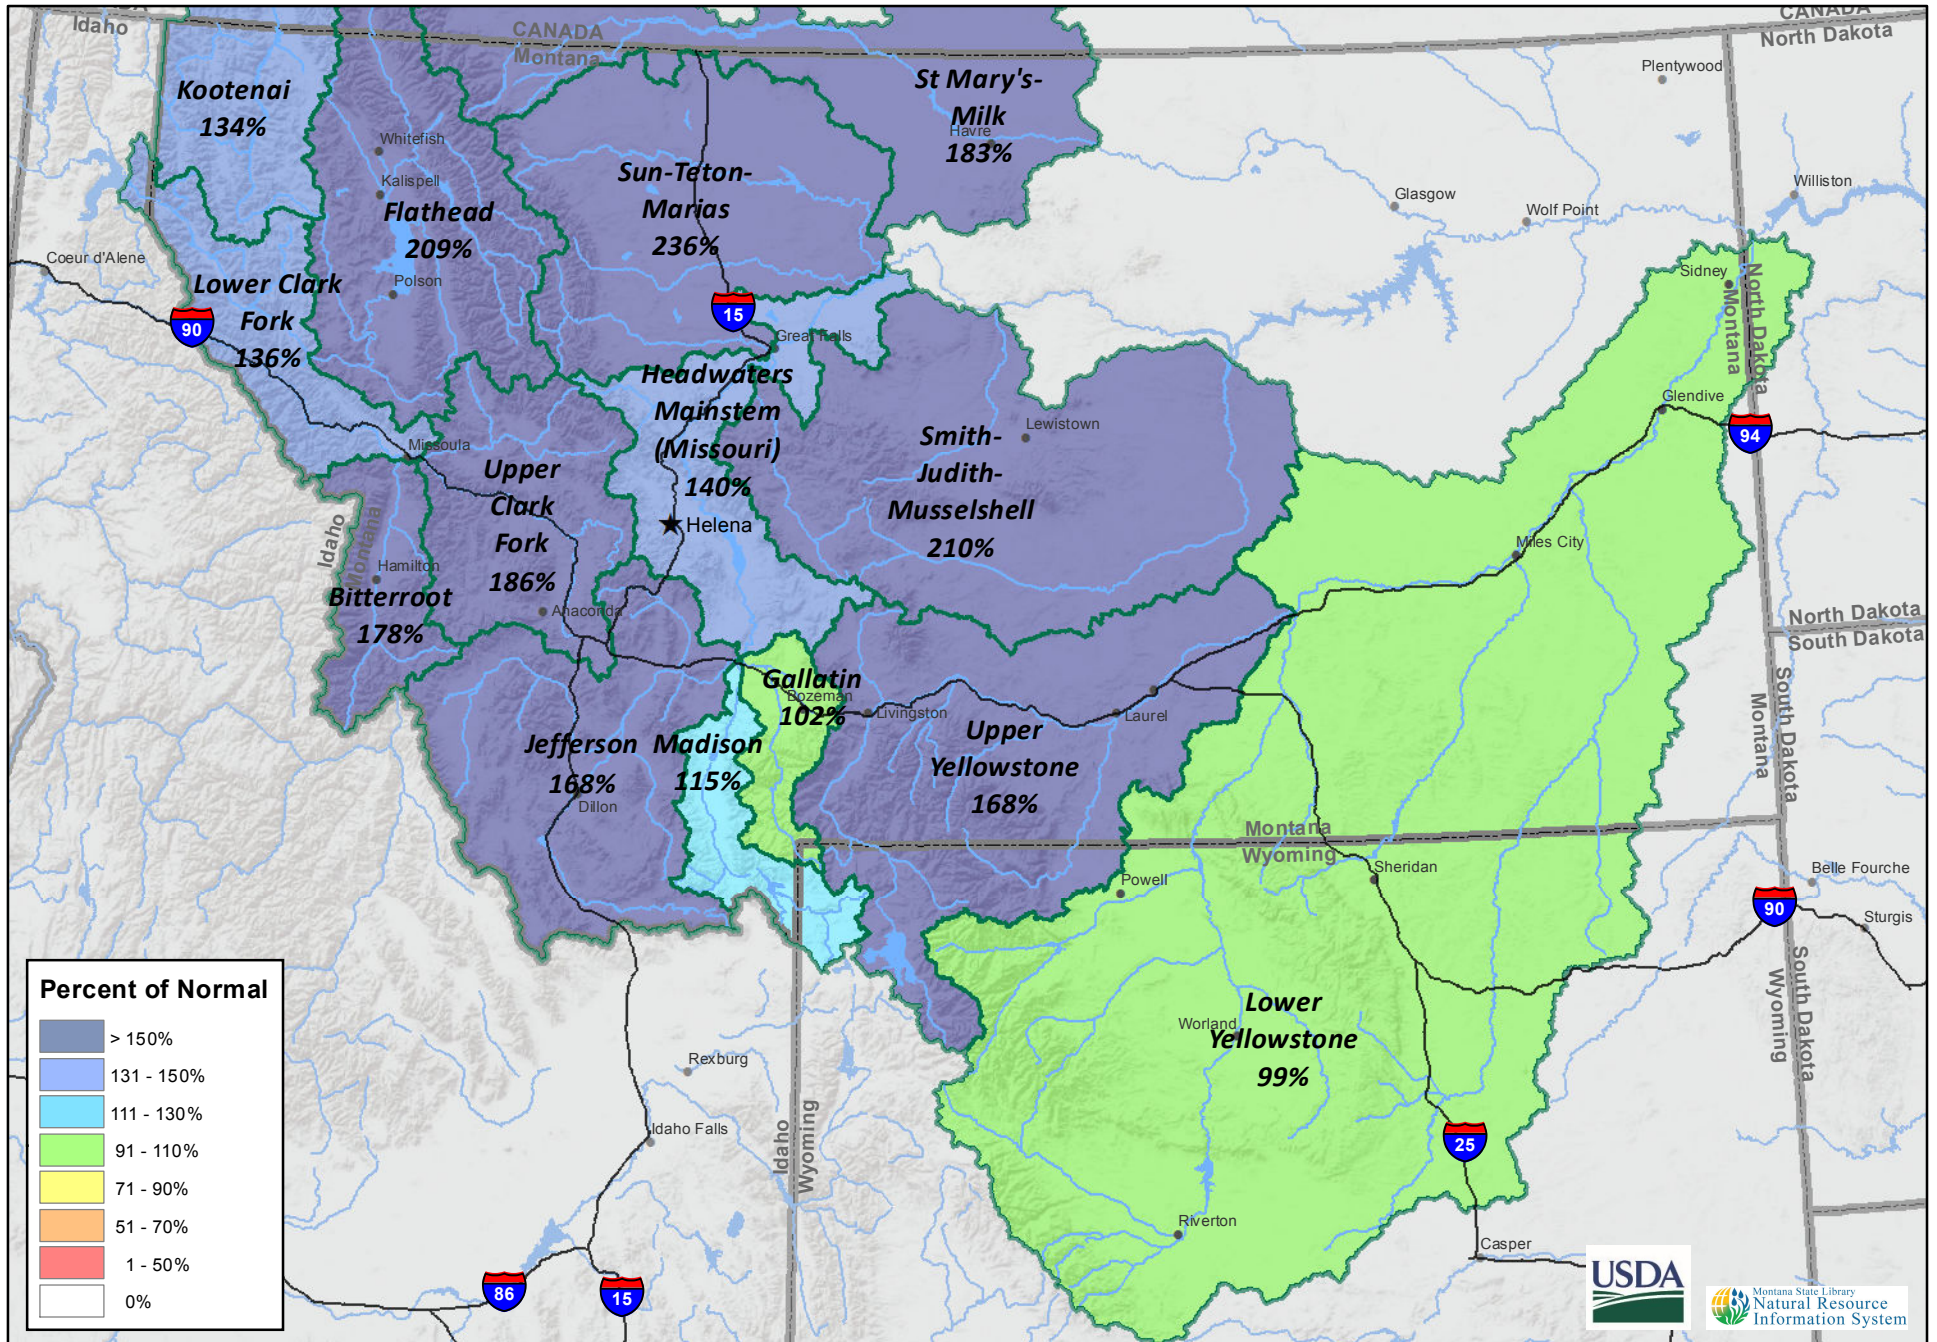 CANADA
Idaho
CANADA
Montana
CANADA
North Dakota
Kootenai
134%
St Mary's-
Milk
Havre
183%
Plentywood
Whitefish
Kalispell
Flathead
209%
Polson
Sun-Teton-
Marias
236%
Glasgow
Wolf Point
Williston
Coeur d'Alene
Lower Clark
Fork
136%
90
15
Great Falls
Sidney
North Dakota
Montana
Headwaters
Mainstem
(Missouri)
140%
Helena
Glendive
94
Lewistown
Smith-
Judith-
Musselshell
210%
Missoula
Upper
Clark
Fork
186%
Anaconda
Idaho
Montana
Hamilton
Bitterroot
178%
Miles City
North Dakota
South Dakota
Gallatin
Bozeman
102%
Livingston
Laurel
South Dakota
Montana
Jefferson
168%
Dillon
Madison
115%
Upper
Yellowstone
168%
Montana
Wyoming
Powell
Sheridan
Belle Fourche
90
Sturgis
South Dakota
Wyoming
Lower
Worland
Yellowstone
99%
Rexburg
Idaho Falls
Idaho
Wyoming
25
Riverton
Casper
86
15
Percent of Normal
> 150%
131 - 150%
111 - 130%
91 - 110%
71 - 90%
51 - 70%
1 - 50%
0%
USDA
Montana State Library
Natural Resource
Information System